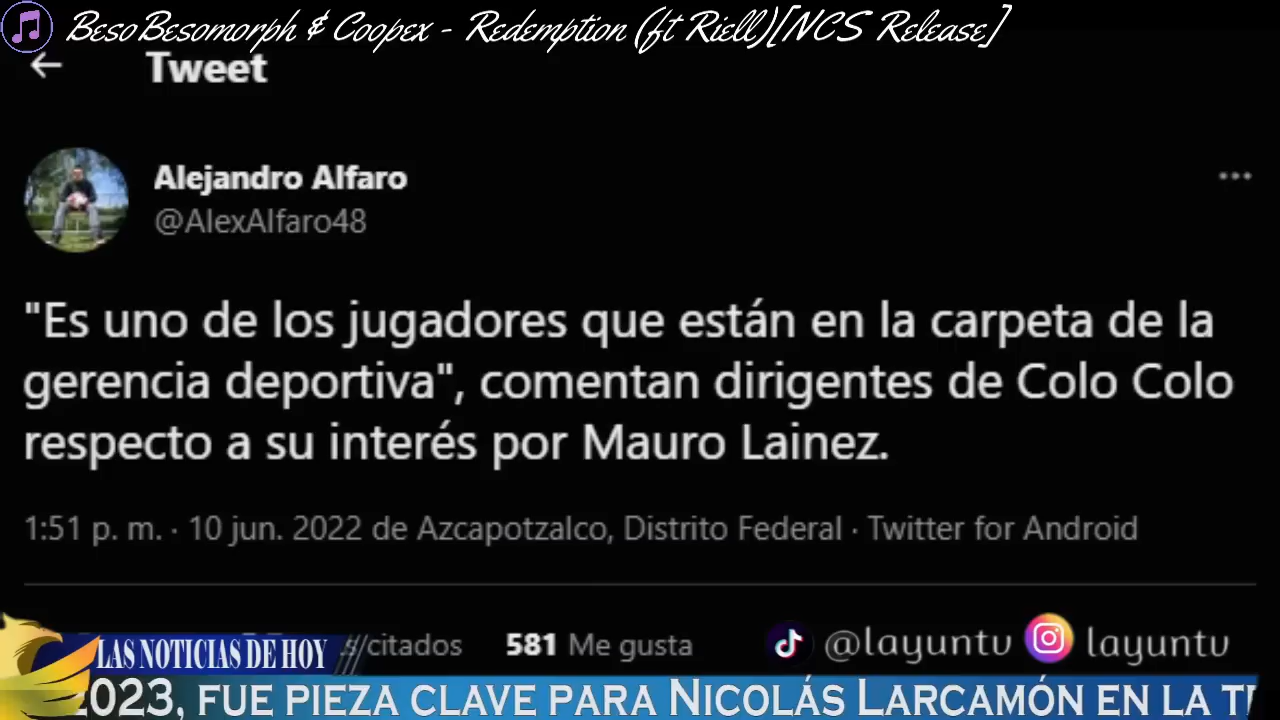 Beso Besomorph & Coopex - Redemption (ft Riell)[NCS Release]
Tweet
Alejandro Alfaro
@AlexAlfaro48
"Es uno de los jugadores que están en la carpeta de la
gerencia deportiva", comentan dirigentes de Colo Colo
respecto a su interés por Mauro Lainez.
1:51 p. m. · 10 jun. 2022 de Azcapotzalco, Distrito Federal · Twitter for Android
citados 581 Me gusta @layuntv layuntv
LAS NOTICIAS DE HOY
2023, FUE PIEZA CLAVE PARA NICOLÁS LARCAMÓN EN LA